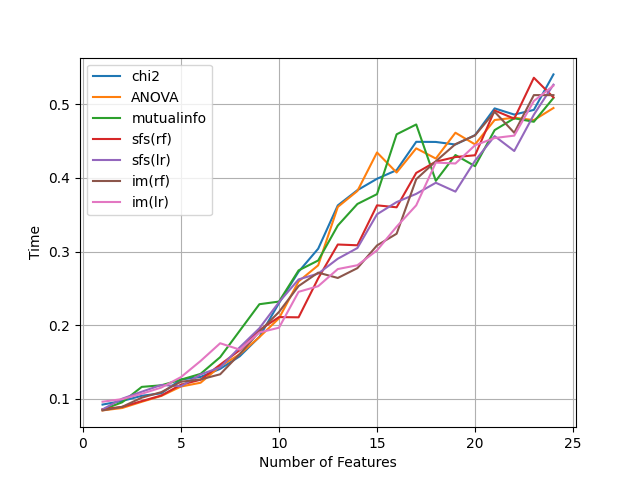 chi2
ANOVA
mutualinfo
sfs(rf)
sfs(lr)
im(rf)
im(lr)
Time
0.5
0.4
0.3
0.2
0.1
0 5 10 15 20 25
Number of Features